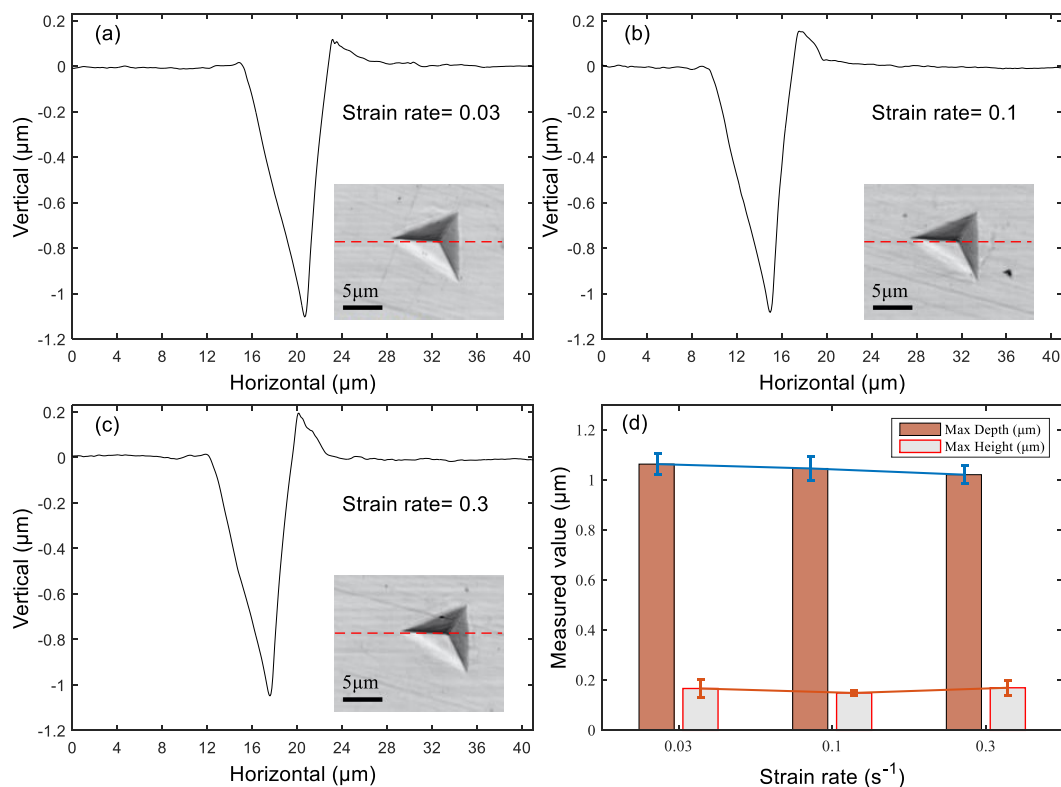 (a)
Strain rate= 0.03
5μm
Vertical (μm)
0.2
0
-0.2
-0.4
-0.6
-0.8
-1
-1.2
0 4 8 12 16 20 24 28 32 36 40
Horizontal (μm)
(b)
Strain rate= 0.1
5μm
Vertical (μm)
0.2
0
-0.2
-0.4
-0.6
-0.8
-1
-1.2
0 4 8 12 16 20 24 28 32 36 40
Horizontal (μm)
(c)
Strain rate= 0.3
5μm
Vertical (μm)
0.2
0
-0.2
-0.4
-0.6
-0.8
-1
-1.2
0 4 8 12 16 20 24 28 32 36 40
Horizontal (μm)
(d)
Max Depth (μm)
Max Height (μm)
Measured value (μm)
1.2
1
0.8
0.6
0.4
0.2
0
0.03 0.1 0.3
Strain rate (s⁻¹)